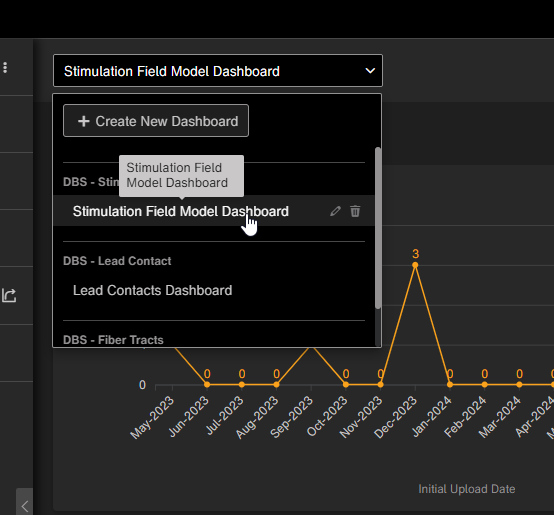 Stimulation Field Model Dashboard
Create New Dashboard
DBS - Stim
Stimulation Field
Model Dashboard
Stimulation Field Model Dashboard
DBS - Lead Contact
Lead Contacts Dashboard
DBS - Fiber Tracts
3
0 0 0 0 0 0 0 0 0
0
May-2023 Jun-2023 Jul-2023 Aug-2023 Sep-2023 Oct-2023 Nov-2023 Dec-2023 Jan-2024 Feb-2024 Mar-2024 Apr-2024
Initial Upload Date